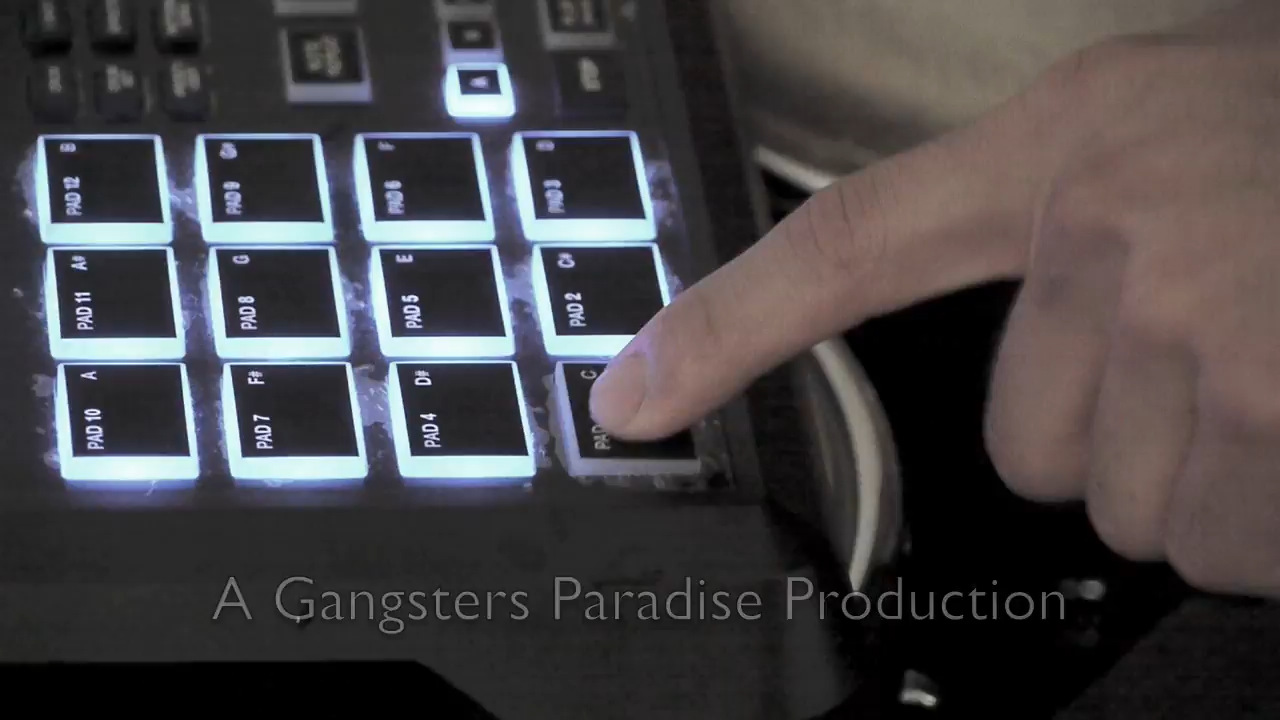 A
B
PAD 12
G#
PAD 9
F
PAD 6
D
PAD 3
A#
PAD 11
G
PAD 8
E
PAD 5
C#
PAD 2
A
PAD 10
F#
PAD 7
D#
PAD 4
C
PAD
A Gangsters Paradise Production